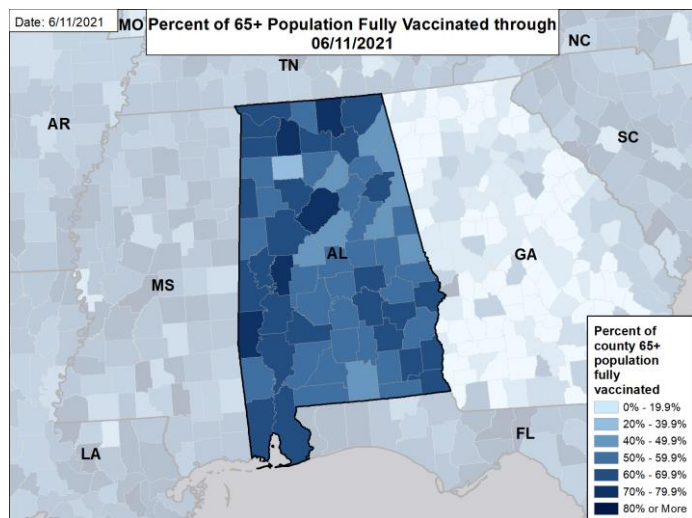 Date: 6/11/2021
MO
Percent of 65+ Population Fully Vaccinated through
06/11/2021
NC
TN
AR
SC
AL
GA
MS
LA
FL
Percent of
county 65+
population
fully
vaccinated
0% - 19.9%
20% - 39.9%
40% - 49.9%
50% - 59.9%
60% - 69.9%
70% - 79.9%
80% or More